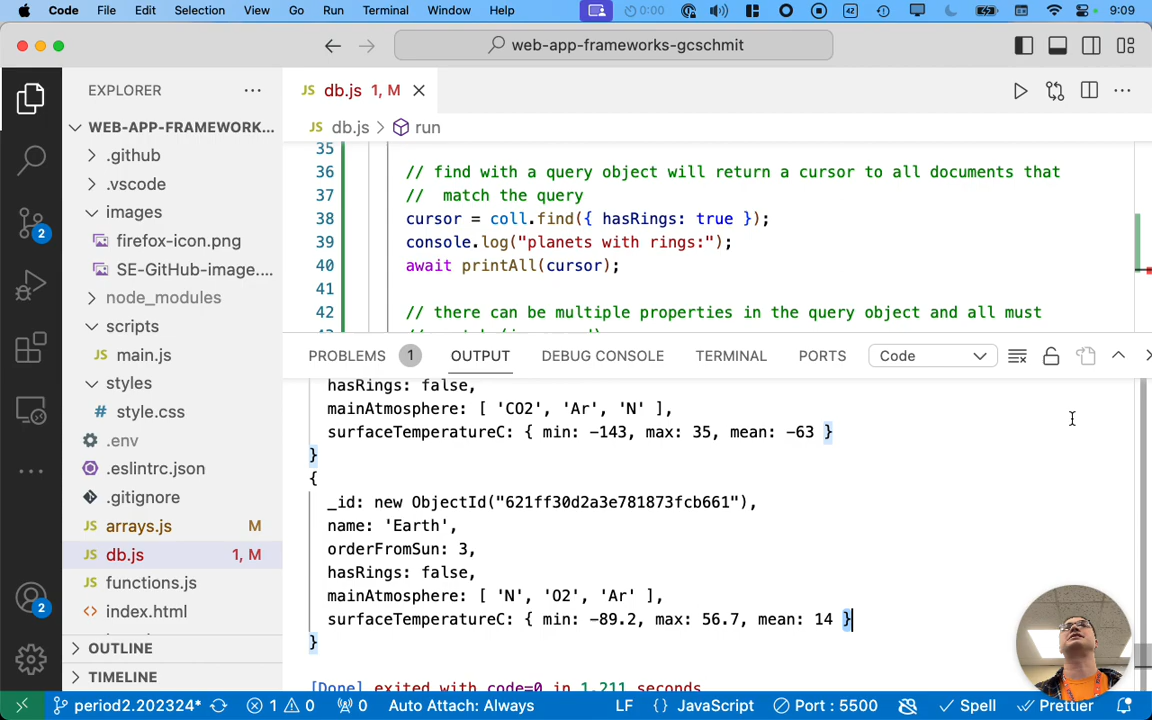 Code File Edit Selection View Go Run Terminal Window Help 0:00 42 9:09
web-app-frameworks-gcschmit
EXPLORER
JS db.js 1, M
WEB-APP-FRAMEWORK...
JS db.js > run
.github
.vscode
images
firefox-icon.png
SE-GitHub-image....
node_modules
scripts
JS main.js
styles
# style.css
.env
.eslintrc.json
.gitignore
JS arrays.js M
JS db.js 1, M
JS functions.js
<> index.html
OUTLINE
TIMELINE
2
2
35
36 // find with a query object will return a cursor to all documents that
37 //  match the query
38 cursor = coll.find({ hasRings: true });
39 console.log("planets with rings:");
40 await printAll(cursor);
41
42 // there can be multiple properties in the query object and all must
PROBLEMS 1 OUTPUT DEBUG CONSOLE TERMINAL PORTS Code
hasRings: false,
mainAtmosphere: [ 'CO2', 'Ar', 'N' ],
surfaceTemperatureC: { min: -143, max: 35, mean: -63 }
}
{
_id: new ObjectId("621ff30d2a3e781873fcb661"),
name: 'Earth',
orderFromSun: 3,
hasRings: false,
mainAtmosphere: [ 'N', 'O2', 'Ar' ],
surfaceTemperatureC: { min: -89.2, max: 56.7, mean: 14 }
}
[Done] exited with code=0 in 1.211 seconds
period2.202324* 1 0 0 Auto Attach: Always LF {} JavaScript Port : 5500 Spell Prettier